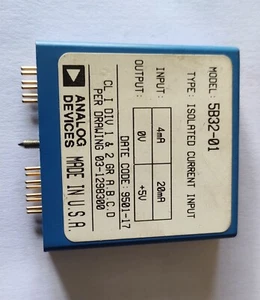 MODEL: 5B32-01
TYPE: ISOLATED CURRENT INPUT
INPUT: 4mA 20mA
OUTPUT: 0V +5V
DATE CODE: 9501-17
CL. I DIV 1 & 2 GR A,B,C,D
PER DRAWING 03-1298300
ANALOG
DEVICES
MADE IN U.S.A.